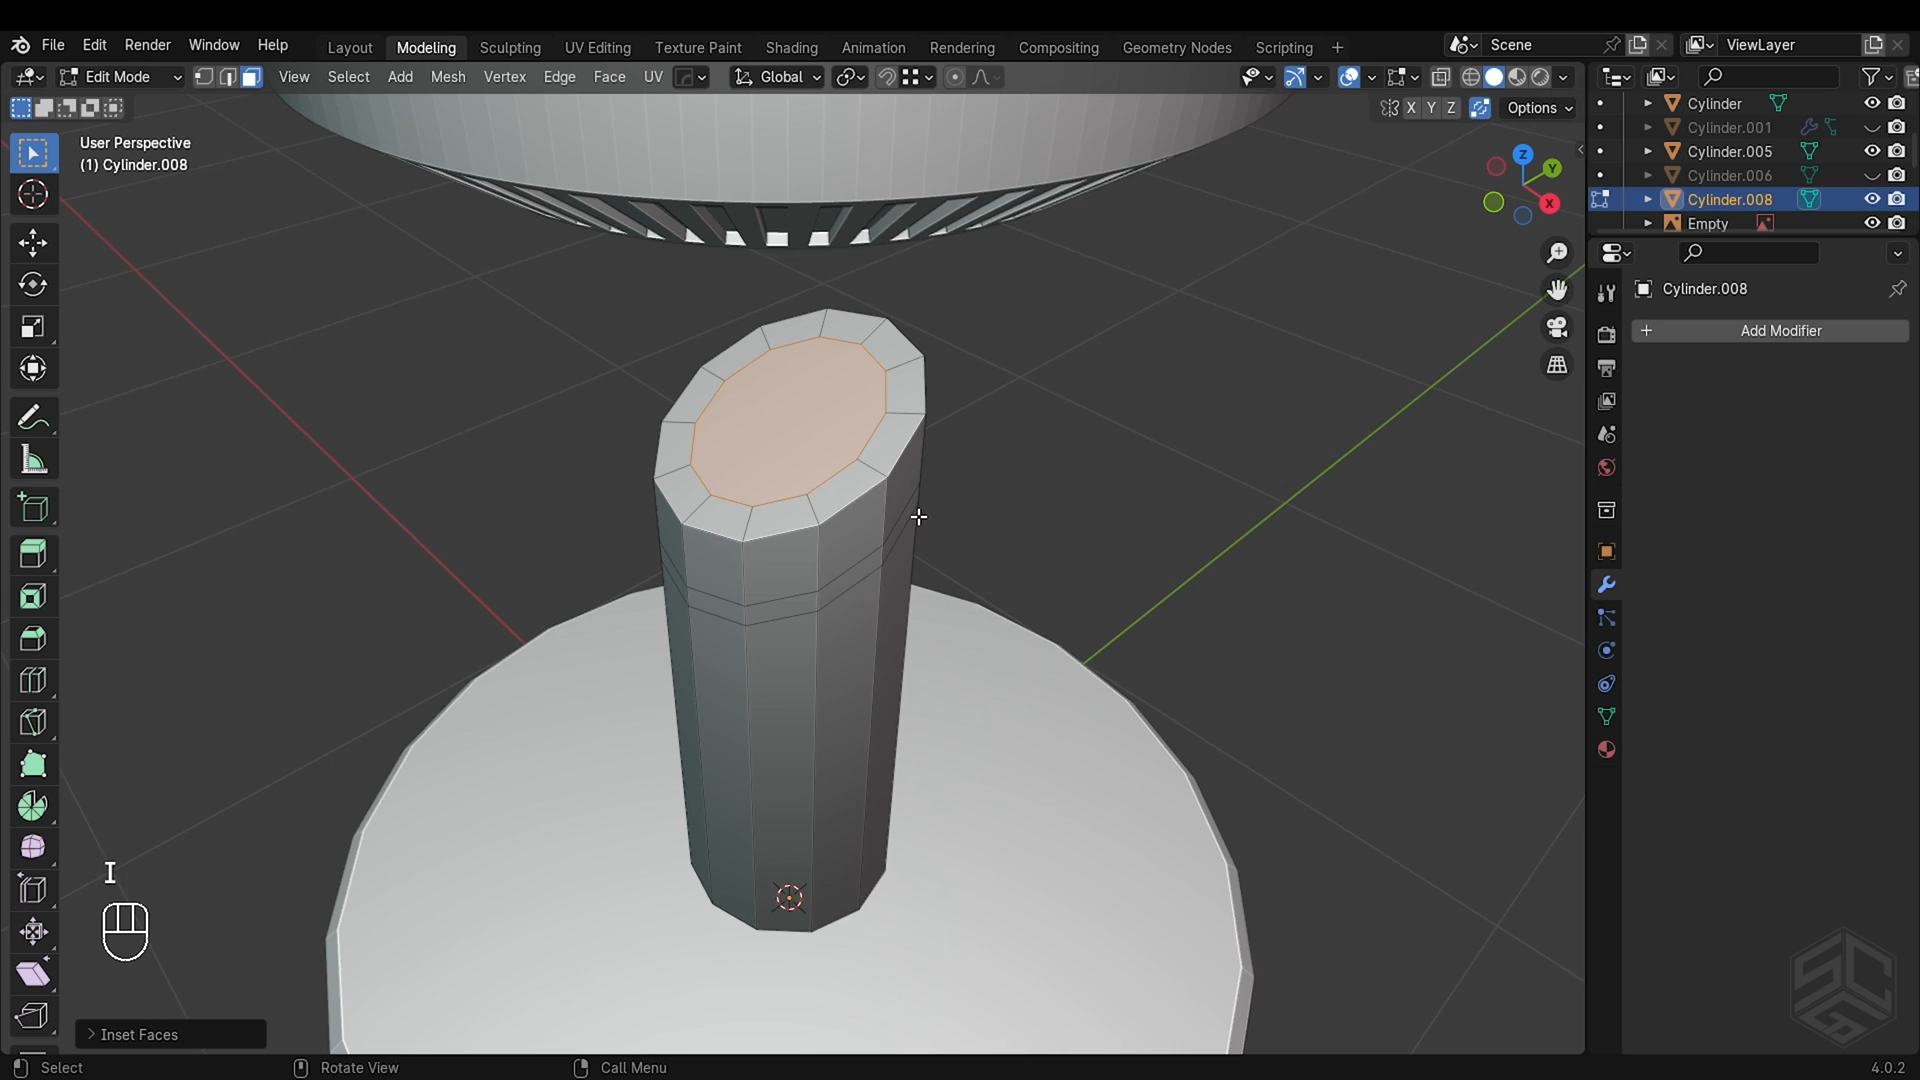 File Edit Render Window Help Layout Modeling Sculpting UV Editing Texture Paint Shading Animation Rendering Compositing Geometry Nodes Scripting + Scene ViewLayer
Edit Mode View Select Add Mesh Vertex Edge Face UV Global
X Y Z Options
User Perspective
(1) Cylinder.008
Z
Y
X
Cylinder
Cylinder.001
Cylinder.005
Cylinder.006
Cylinder.008
Empty
Cylinder.008
+ Add Modifier
I
> Inset Faces
SCG
Select Rotate View Call Menu 4.0.2